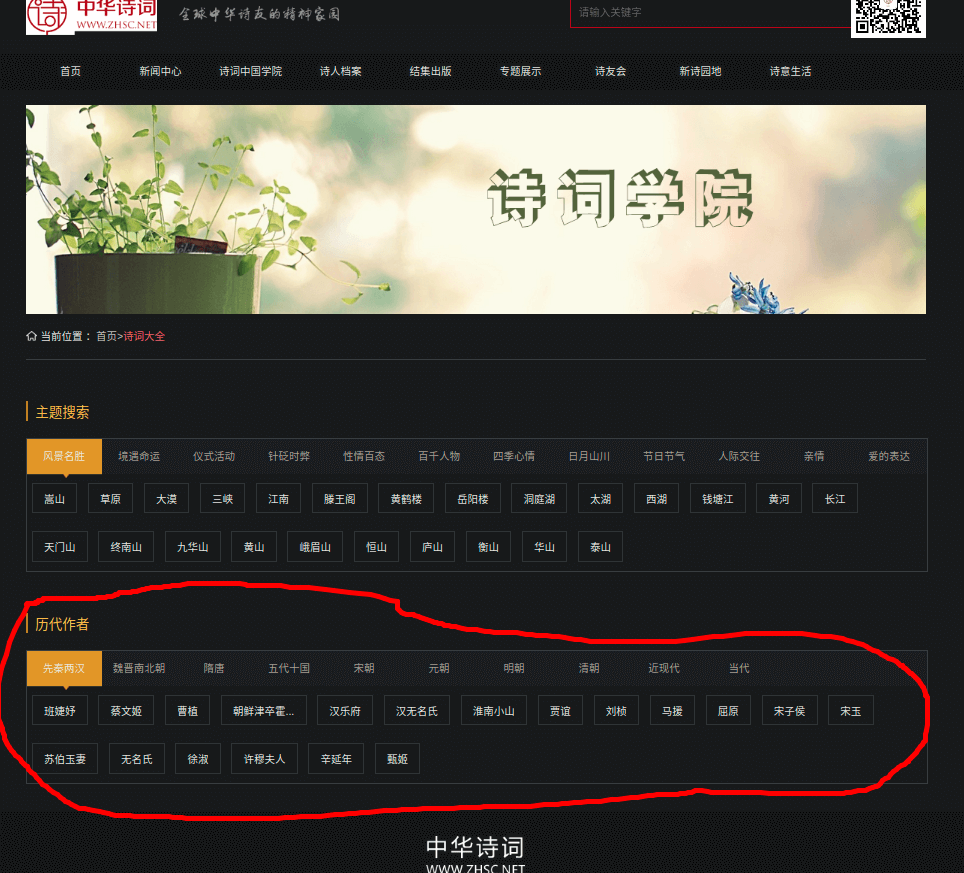 中华诗词
WWW.ZHSC.NET
全球中华诗友的精神家园
请输入关键字
首页 新闻中心 诗词中国学院 诗人档案 结集出版 专题展示 诗友会 新诗园地 诗意生活
诗词学院
当前位置： 首页>诗词大全
主题搜索
风景名胜 境遇命运 仪式活动 针砭时弊 性情百态 百千人物 四季心情 日月山川 节日节气 人际交往 亲情 爱的表达
嵩山 草原 大漠 三峡 江南 滕王阁 黄鹤楼 岳阳楼 洞庭湖 太湖 西湖 钱塘江 黄河 长江
天门山 终南山 九华山 黄山 峨眉山 恒山 庐山 衡山 华山 泰山
历代作者
先秦两汉 魏晋南北朝 隋唐 五代十国 宋朝 元朝 明朝 清朝 近现代 当代
班婕妤 蔡文姬 曹植 朝鲜津卒霍... 汉乐府 汉无名氏 淮南小山 贾谊 刘桢 马援 屈原 宋子侯 宋玉
苏伯玉妻 无名氏 徐淑 许穆夫人 辛延年 甄姬
中华诗词
WWW.ZHSC.NET